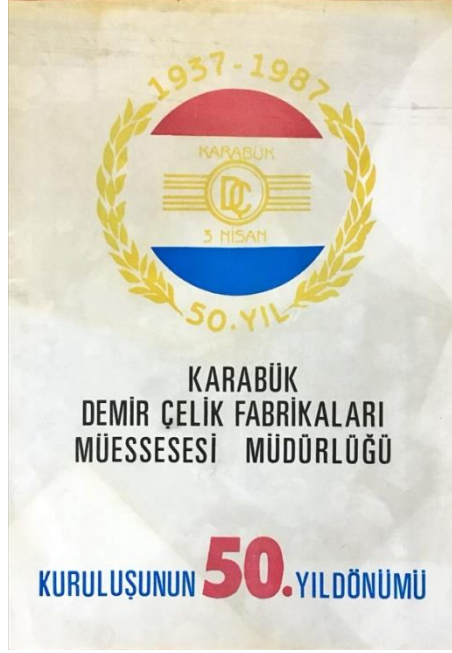 1937-1987
KARABÜK
DÇ
3 NİSAN
50.YIL
KARABÜK
DEMİR ÇELİK FABRİKALARI
MÜESSESESİ MÜDÜRLÜĞÜ
KURULUŞUNUN 50.YILDÖNÜMÜ